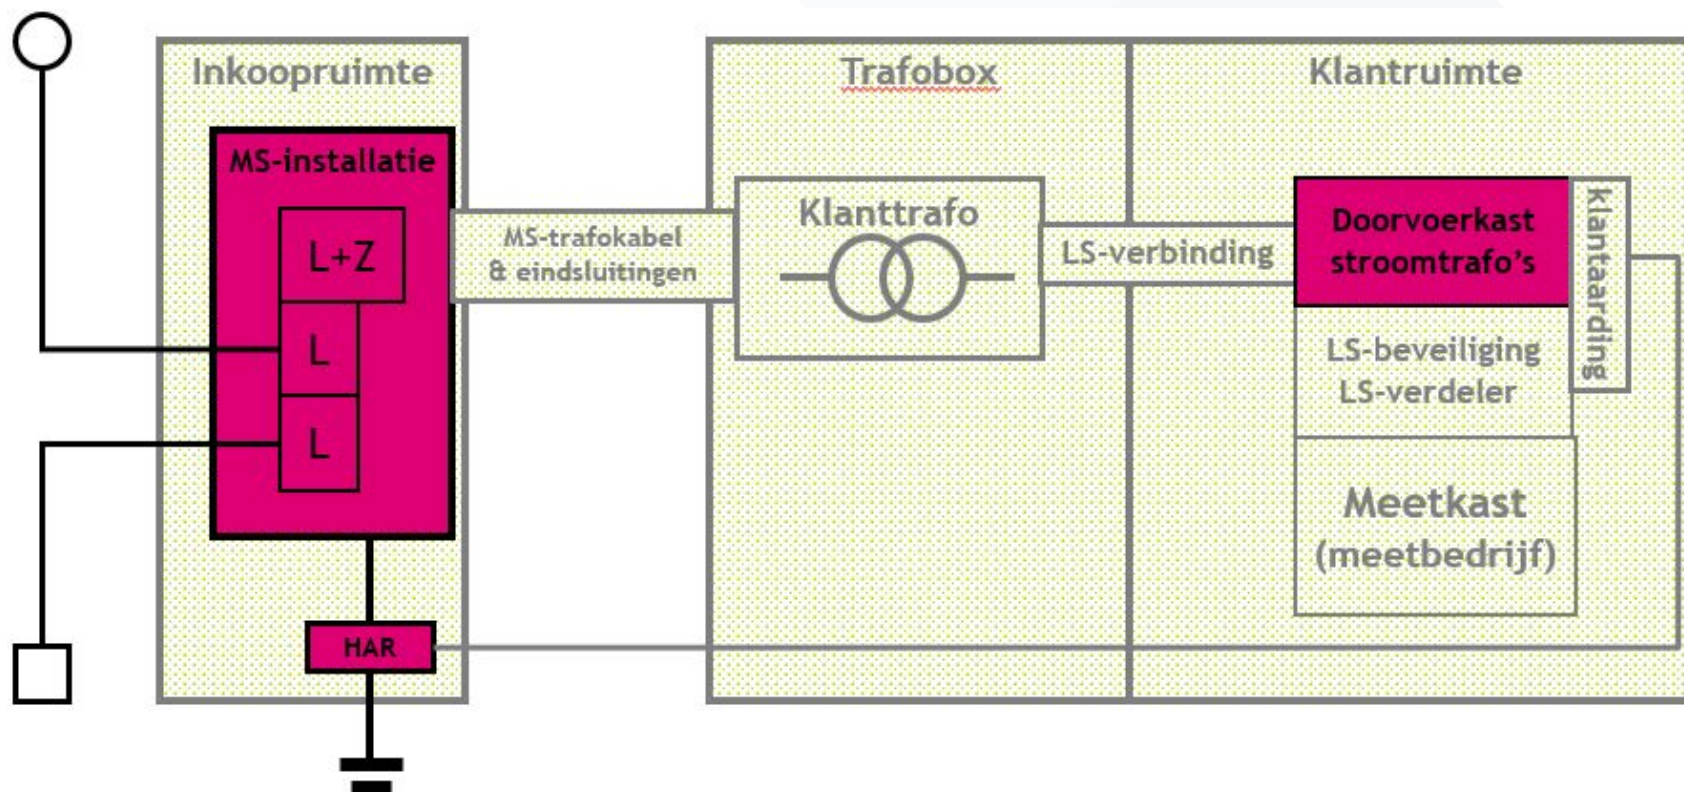 Inkoopruimte
MS-installatie
L+Z
L
L
HAR
MS-trafokabel
& eindsluitingen
Trafobox
Klanttrafo
LS-verbinding
Klantruimte
Doorvoerkast
stroomtrafo's
klantaarding
LS-beveiliging
LS-verdeler
Meetkast
(meetbedrijf)